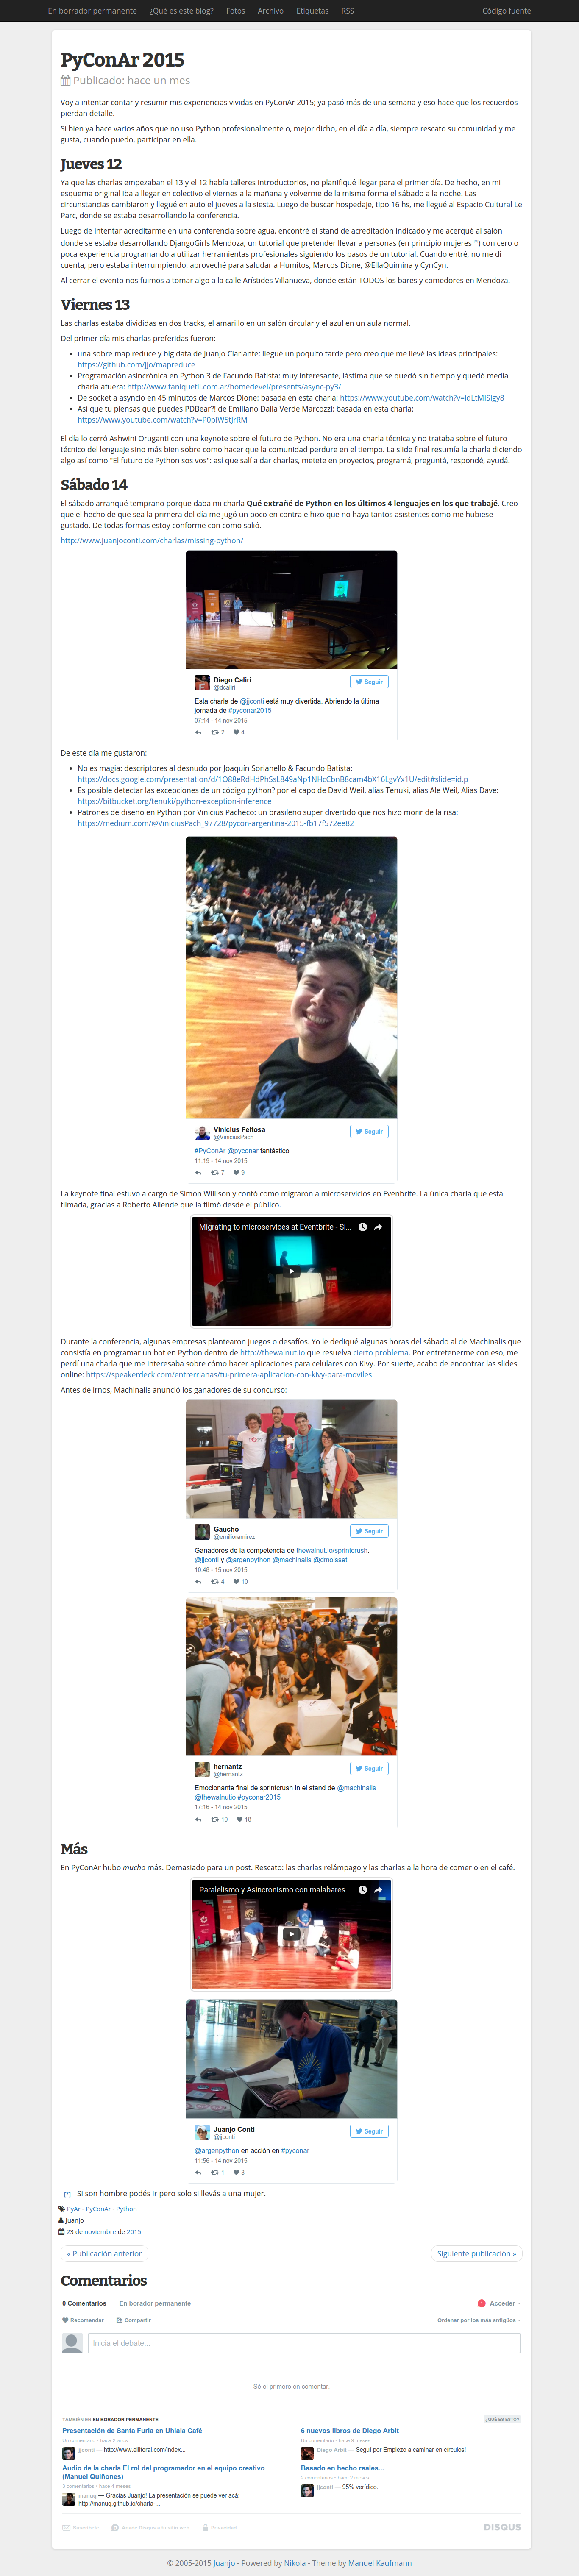 En borrador permanente ¿Qué es este blog? Fotos Archivo Etiquetas RSS Código fuente
PyConAr 2015
Publicado: hace un mes
Voy a intentar contar y resumir mis experiencias vividas en PyConAr 2015; ya pasó más de una semana y eso hace que los recuerdos
pierdan detalle.
Si bien ya hace varios años que no uso Python profesionalmente o, mejor dicho, en el día a día, siempre rescato su comunidad y me
gusta, cuando puedo, participar en ella.
Jueves 12
Ya que las charlas empezaban el 13 y el 12 había talleres introductorios, no planifiqué llegar para el primer día. De hecho, en mi
esquema original iba a llegar en colectivo el viernes a la mañana y volverme de la misma forma el sábado a la noche. Las
circunstancias cambiaron y llegué en auto el jueves a la siesta. Luego de buscar hospedaje, tipo 16 hs, me llegué al Espacio Cultural Le
Parc, donde se estaba desarrollando la conferencia.
Luego de intentar acreditarme en una conferencia sobre agua, encontré el stand de acreditación indicado y me acerqué al salón
donde se estaba desarrollando DjangoGirls Mendoza, un tutorial que pretender llevar a personas (en principio mujeres [*]) con cero o
poca experiencia programando a utilizar herramientas profesionales siguiendo los pasos de un tutorial. Cuando entré, no me di
cuenta, pero estaba interrumpiendo: aproveché para saludar a Humitos, Marcos Dione, @EllaQuimina y CynCyn.
Al cerrar el evento nos fuimos a tomar algo a la calle Arístides Villanueva, donde están TODOS los bares y comedores en Mendoza.
Viernes 13
Las charlas estaba divididas en dos tracks, el amarillo en un salón circular y el azul en un aula normal.
Del primer día mis charlas preferidas fueron:
una sobre map reduce y big data de Juanjo Ciarlante: llegué un poquito tarde pero creo que me llevé las ideas principales:
https://github.com/jjo/mapreduce
Programación asincrónica en Python 3 de Facundo Batista: muy interesante, lástima que se quedó sin tiempo y quedó media
charla afuera: http://www.taniquetil.com.ar/homedevel/presents/async-py3/
De socket a asyncio en 45 minutos de Marcos Dione: basada en esta charla: https://www.youtube.com/watch?v=idLtMISlgy8
Así que tu piensas que puedes PDBear?! de Emiliano Dalla Verde Marcozzi: basada en esta charla:
https://www.youtube.com/watch?v=P0pIW5tJrRM
El día lo cerró Ashwini Oruganti con una keynote sobre el futuro de Python. No era una charla técnica y no trataba sobre el futuro
técnico del lenguaje sino más bien sobre como hacer que la comunidad perdure en el tiempo. La slide final resumía la charla diciendo
algo así como "El futuro de Python sos vos": así que salí a dar charlas, metete en proyectos, programá, preguntá, respondé, ayudá.
Sábado 14
El sábado arranqué temprano porque daba mi charla Qué extrañé de Python en los últimos 4 lenguajes en los que trabajé. Creo
que el hecho de que sea la primera del día me jugó un poco en contra e hizo que no haya tantos asistentes como me hubiese
gustado. De todas formas estoy conforme con como salió.
http://www.juanjoconti.com/charlas/missing-python/
Diego Caliri
@dcaliri
Seguir
Esta charla de @jjconti está muy divertida. Abriendo la última
jornada de #pyconar2015
07:14 - 14 nov 2015
2 4
De este día me gustaron:
No es magia: descriptores al desnudo por Joaquín Sorianello & Facundo Batista:
https://docs.google.com/presentation/d/1O88eRdHdPhSsL849aNp1NHcCbnB8cam4bX16LgvYx1U/edit#slide=id.p
Es posible detectar las excepciones de un código python? por el capo de David Weil, alias Tenuki, alias Ale Weil, Alias Dave:
https://bitbucket.org/tenuki/python-exception-inference
Patrones de diseño en Python por Vinicius Pacheco: un brasileño super divertido que nos hizo morir de la risa:
https://medium.com/@ViniciusPach_97728/pycon-argentina-2015-fb17f572ee82
Vinicius Feitosa
@ViniciusPach
Seguir
#PyConAr @pyconar fantástico
11:19 - 14 nov 2015
7 9
La keynote final estuvo a cargo de Simon Willison y contó como migraron a microservicios en Evenbrite. La única charla que está
filmada, gracias a Roberto Allende que la filmó desde el público.
Migrating to microservices at Eventbrite - Si...
Durante la conferencia, algunas empresas plantearon juegos o desafíos. Yo le dediqué algunas horas del sábado al de Machinalis que
consistía en programar un bot en Python dentro de http://thewalnut.io que resuelva cierto problema. Por entretenerme con eso, me
perdí una charla que me interesaba sobre cómo hacer aplicaciones para celulares con Kivy. Por suerte, acabo de encontrar las slides
online: https://speakerdeck.com/entrerrianas/tu-primera-aplicacion-con-kivy-para-moviles
Antes de irnos, Machinalis anunció los ganadores de su concurso:
Gaucho
@emilioramirez
Seguir
Ganadores de la competencia de thewalnut.io/sprintcrush.
@jjconti y @argenpython @machinalis @dmoisset
10:48 - 15 nov 2015
4 10
hernantz
@hernantz
Seguir
Emocionante final de sprintcrush in el stand de @machinalis
@thewalnutio #pyconar2015
17:16 - 14 nov 2015
10 18
Más
En PyConAr hubo mucho más. Demasiado para un post. Rescato: las charlas relámpago y las charlas a la hora de comer o en el café.
Paralelismo y Asincronismo con malabares ...
Juanjo Conti
@jjconti
Seguir
@argenpython en acción en #pyconar
11:56 - 14 nov 2015
1 3
[*] Si son hombre podés ir pero solo si llevás a una mujer.
PyAr - PyConAr - Python
Juanjo
23 de noviembre de 2015
« Publicación anterior Siguiente publicación »
Comentarios
0 Comentarios En borador permanente Acceder
Recomendar Compartir Ordenar por los más antigüos
Inicia el debate...
Sé el primero en comentar.
TAMBIÉN EN EN BORADOR PERMANENTE ¿QUÉ ES ESTO?
Presentación de Santa Furia en Uhlala Café
Un comentario • hace 2 años
jjconti — http://www.ellitoral.com/index...
6 nuevos libros de Diego Arbit
Un comentario • hace 9 meses
Diego Arbit — Seguí por Empiezo a caminar en círculos!
Audio de la charla El rol del programador en el equipo creativo
(Manuel Quiñones)
3 comentarios • hace 4 meses
manuq — Gracias Juanjo! La presentación se puede ver acá:
http://manuq.github.io/charla-...
Basado en hecho reales...
2 comentarios • hace 2 meses
jjconti — 95% verídico.
Suscríbete Añade Disqus a tu sitio web Privacidad DISQUS
© 2005-2015 Juanjo - Powered by Nikola - Theme by Manuel Kaufmann